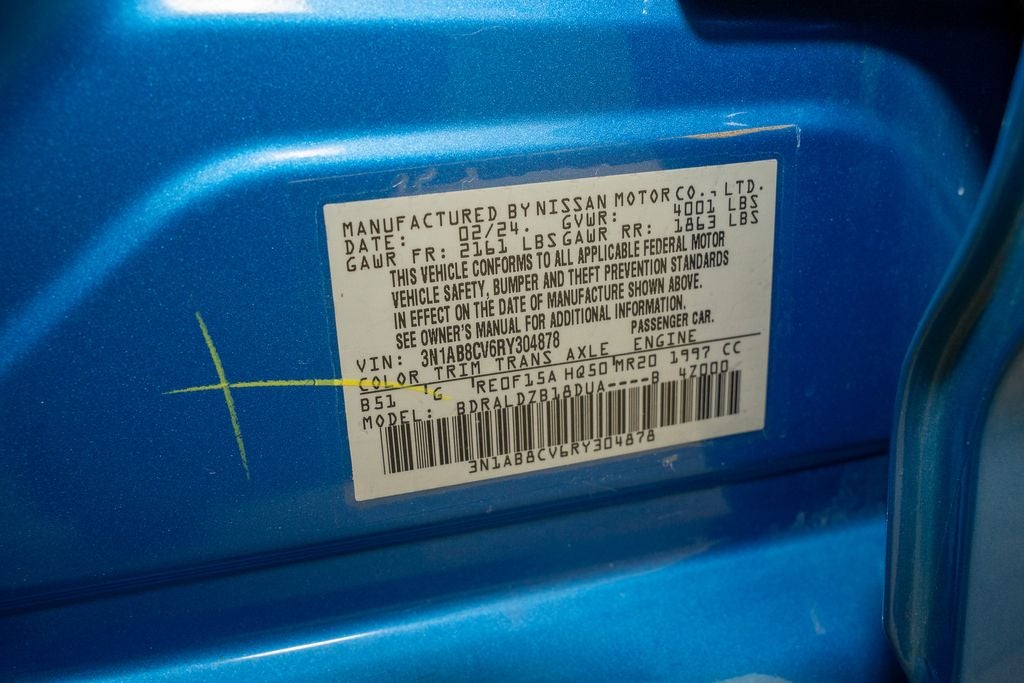 MANUFACTURED BY NISSAN MOTOR CO., LTD.
DATE: 02/24. GVWR: 4001 LBS
GAWR FR: 2161 LBS GAWR RR: 1863 LBS
THIS VEHICLE CONFORMS TO ALL APPLICABLE FEDERAL MOTOR
VEHICLE SAFETY, BUMPER AND THEFT PREVENTION STANDARDS
IN EFFECT ON THE DATE OF MANUFACTURE SHOWN ABOVE.
SEE OWNER'S MANUAL FOR ADDITIONAL INFORMATION.
VIN: 3N1AB8CV6RY304878 PASSENGER CAR.
COLOR TRIM TRANS AXLE ENGINE
B51 G RE0F15A HQ50 MR20 1997 CC
MODEL: BDRALDZB18DUA----B 4Z000
3N1AB8CV6RY304878